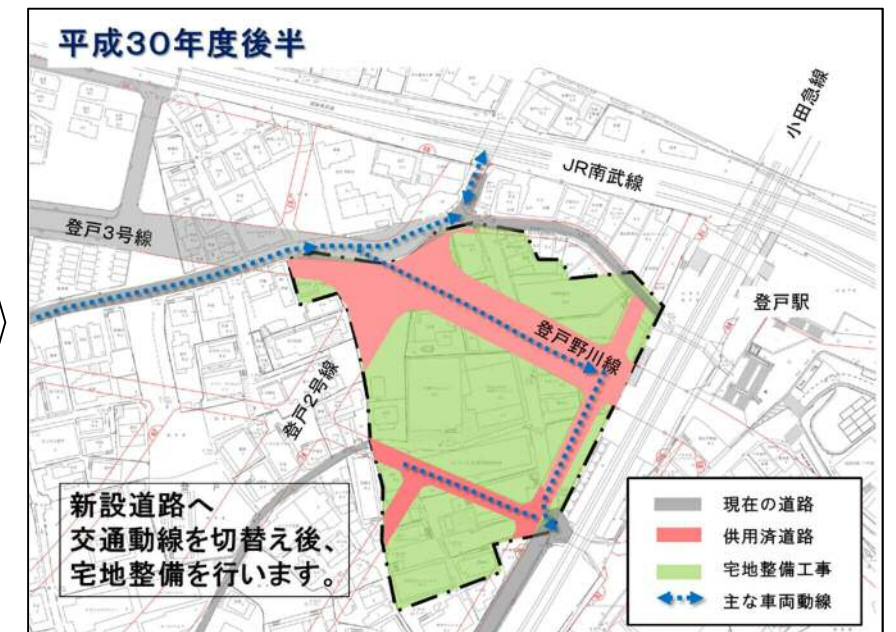 平成30年度後半
小田急線
JR南武線
登戸3号線
登戸駅
登戸野川線
登戸2号線
新設道路へ
交通動線を切替え後、
宅地整備を行います。
現在の道路
供用済道路
宅地整備工事
主な車両動線